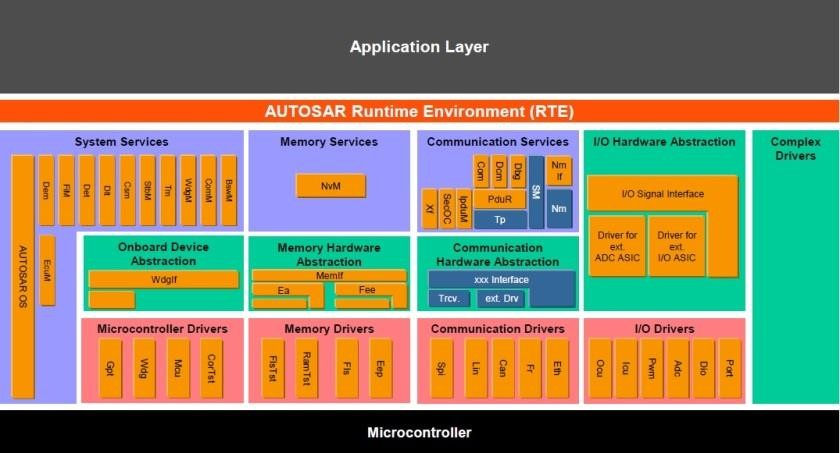 Application Layer
AUTOSAR Runtime Environment (RTE)
System Services
AUTOSAR OS
Dem
FiM
Det
Dlt
Csm
StbM
Tm
WdgM
ComM
BswM
EcuM
Memory Services
NvM
Communication Services
Com
Dcm
Dbg
SM
Nm
If
Xf
SecOC
IpduM
PduR
Tp
Nm
I/O Hardware Abstraction
I/O Signal Interface
Driver for
ext.
ADC ASIC
Driver for
ext.
I/O ASIC
Complex
Drivers
Onboard Device
Abstraction
WdgIf
Memory Hardware
Abstraction
MemIf
Ea
Fee
Communication
Hardware Abstraction
xxx Interface
Trcv.
ext. Drv
Microcontroller Drivers
Gpt
Wdg
Mcu
CorTst
Memory Drivers
FlsTst
RamTst
Fls
Eep
Communication Drivers
Spi
Lin
Can
Fr
Eth
I/O Drivers
Ocu
Icu
Pwm
Adc
Dio
Port
Microcontroller